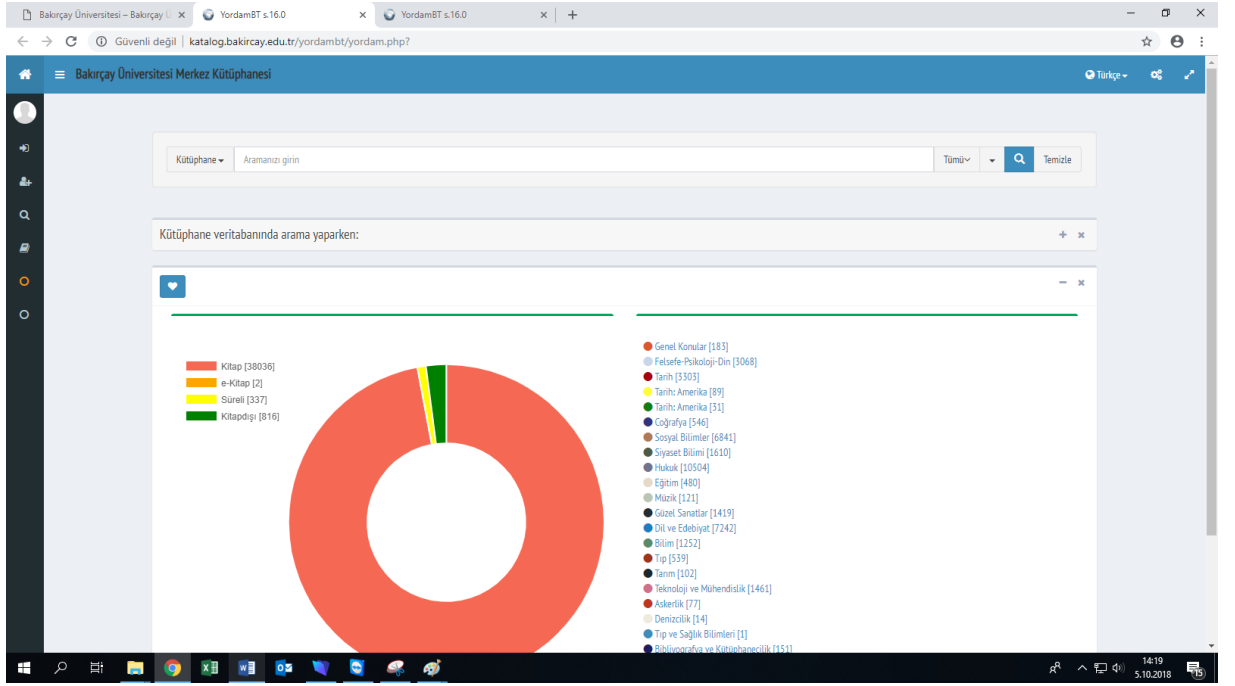 Bakırçay Üniversitesi – Bakırçay Ü
YordamBT s.16.0
YordamBT s.16.0
Güvenli değil | katalog.bakircay.edu.tr/yordambt/yordam.php?
Bakırçay Üniversitesi Merkez Kütüphanesi
Türkçe
Kütüphane
Aramanızı girin
Tümü
Temizle
Kütüphane veritabanında arama yaparken:
Kitap [38036]
e-Kitap [2]
Süreli [337]
Kitapdışı [816]
Genel Konular [183]
Felsefe-Psikoloji-Din [3068]
Tarih [3303]
Tarih: Amerika [89]
Tarih: Amerika [31]
Coğrafya [546]
Sosyal Bilimler [6841]
Siyaset Bilimi [1610]
Hukuk [10504]
Eğitim [480]
Müzik [121]
Güzel Sanatlar [1419]
Dil ve Edebiyat [7242]
Bilim [1252]
Tıp [539]
Tarım [102]
Teknoloji ve Mühendislik [1461]
Askerlik [77]
Denizcilik [14]
Tıp ve Sağlık Bilimleri [1]
Bibliyografya ve Kütüphanecilik [151]
14:19
5.10.2018
15